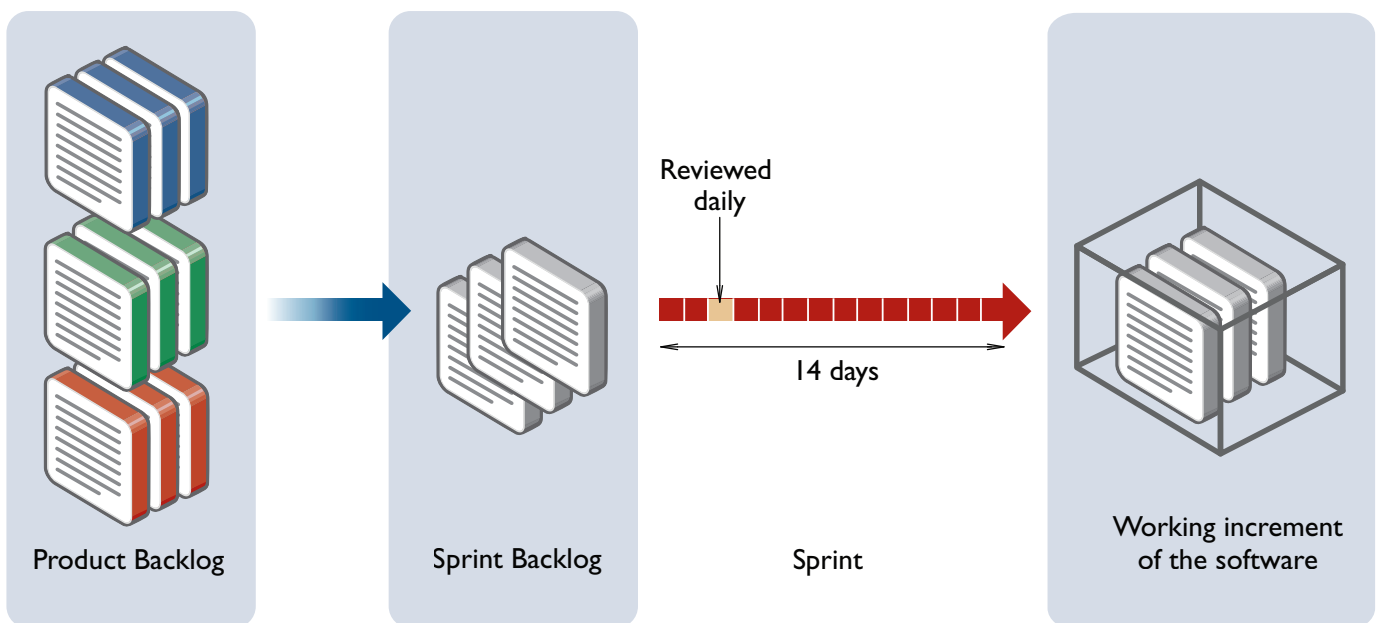 Reviewed
daily
14 days
Product Backlog
Sprint Backlog
Sprint
Working increment
of the software